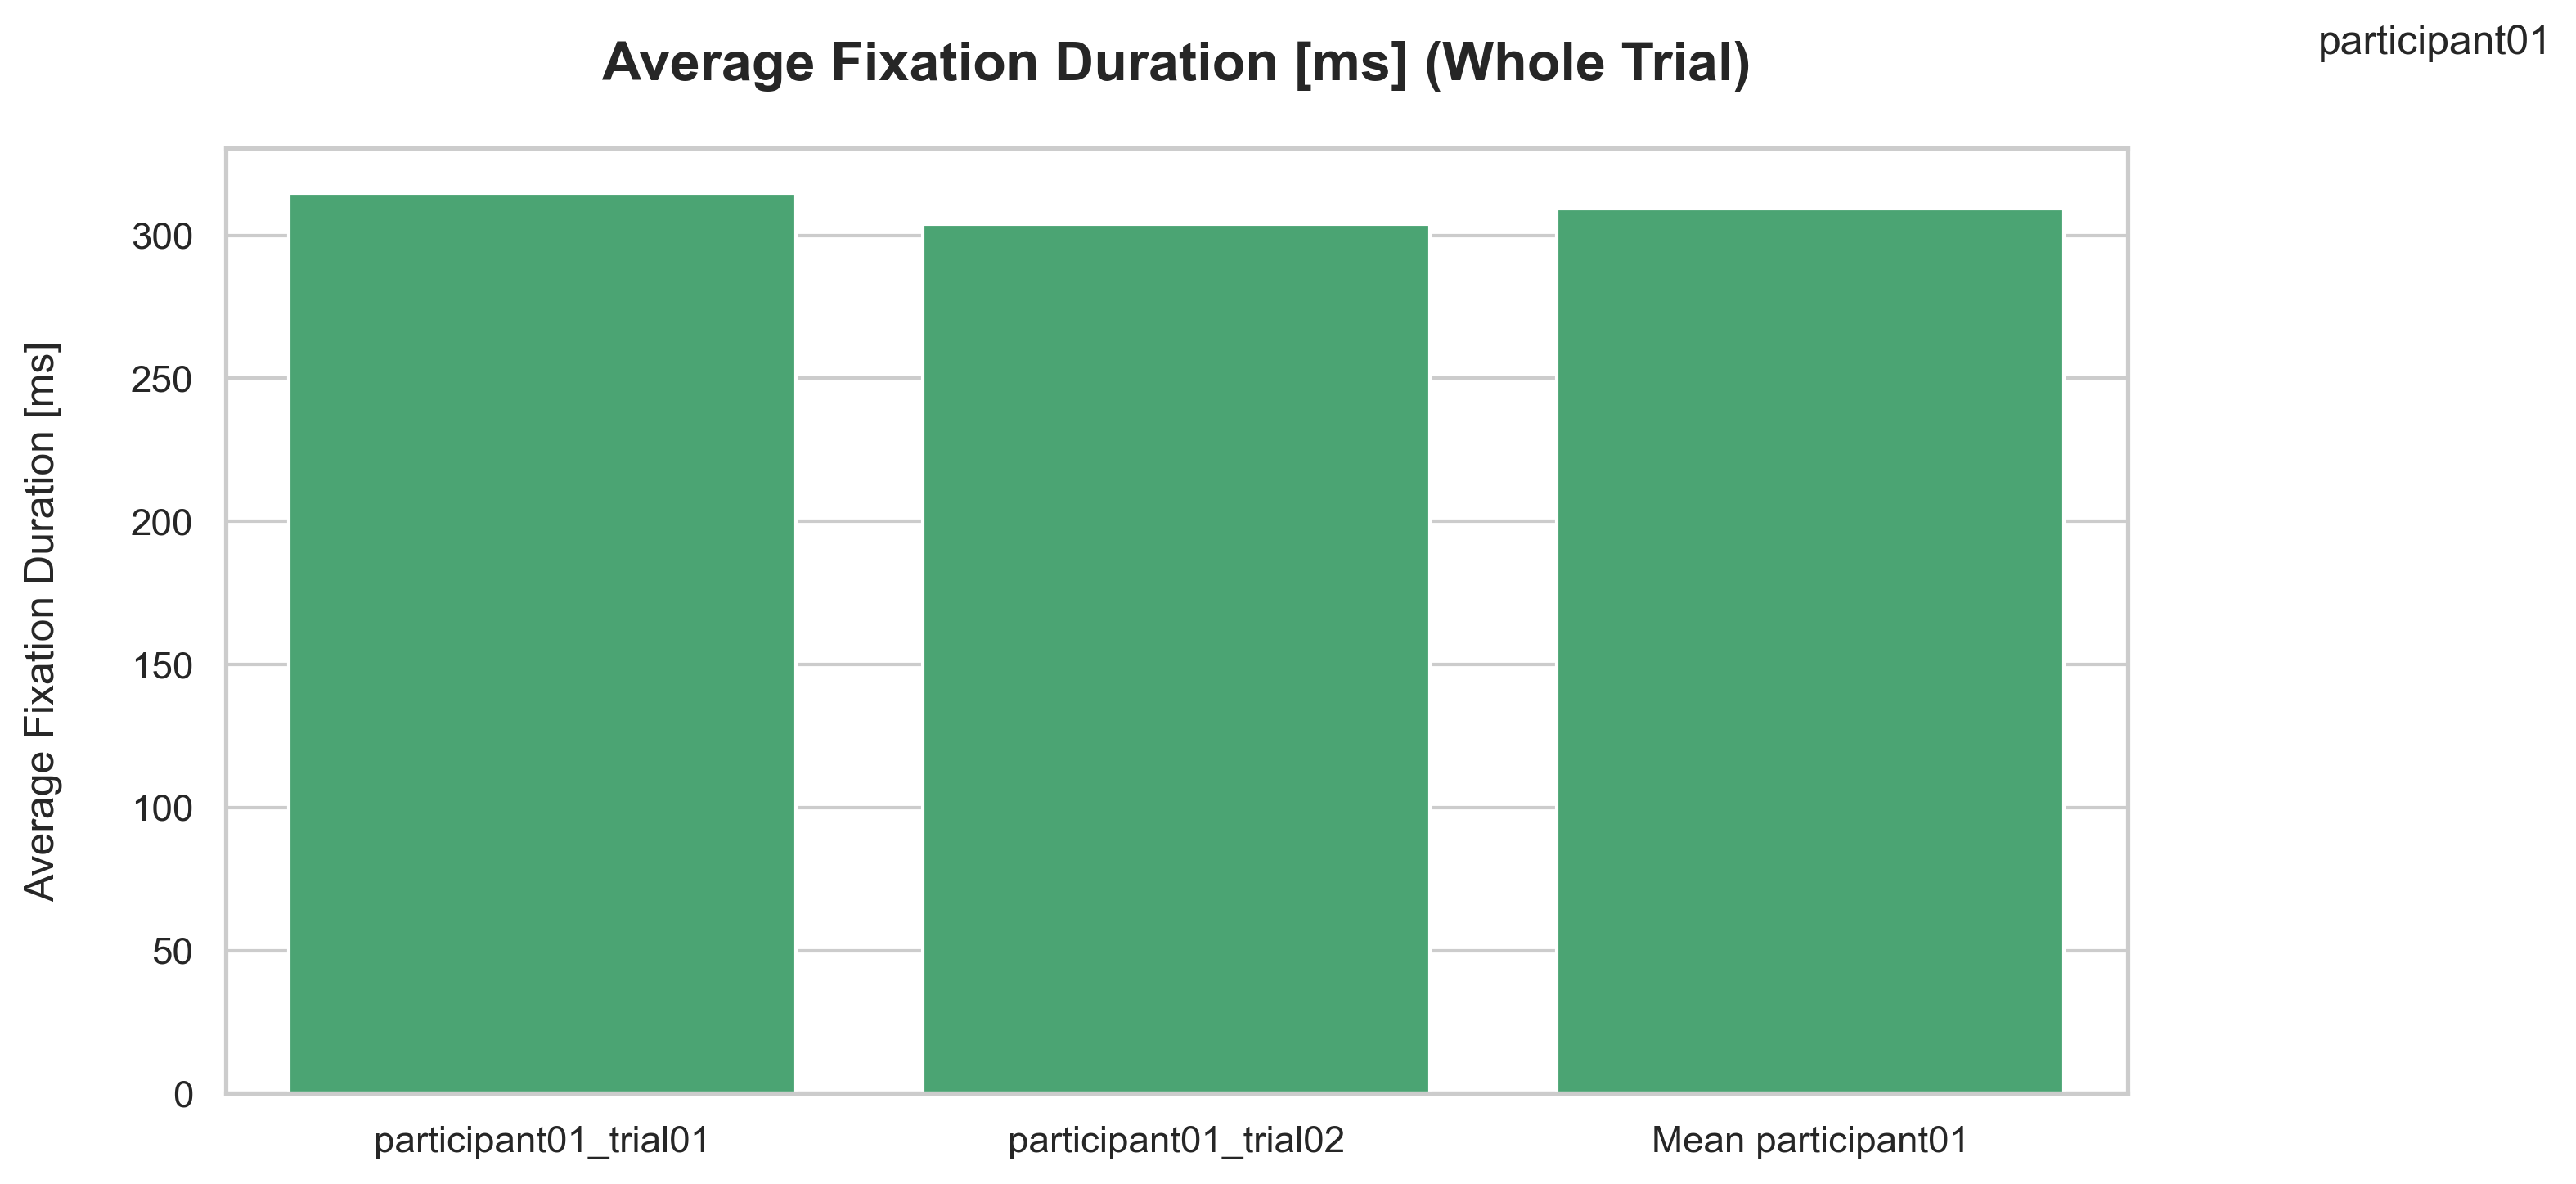 participant01
Average Fixation Duration [ms] (Whole Trial)
Average Fixation Duration [ms]
300
250
200
150
100
50
0
participant01_trial01
participant01_trial02
Mean participant01